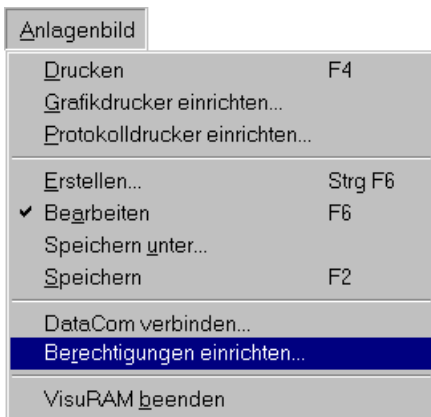 Anlagenbild
Drucken F4
Grafikdrucker einrichten...
Protokolldrucker einrichten...
Erstellen... Strg F6
Bearbeiten F6
Speichern unter...
Speichern F2
DataCom verbinden...
Berechtigungen einrichten...
VisuRAM beenden